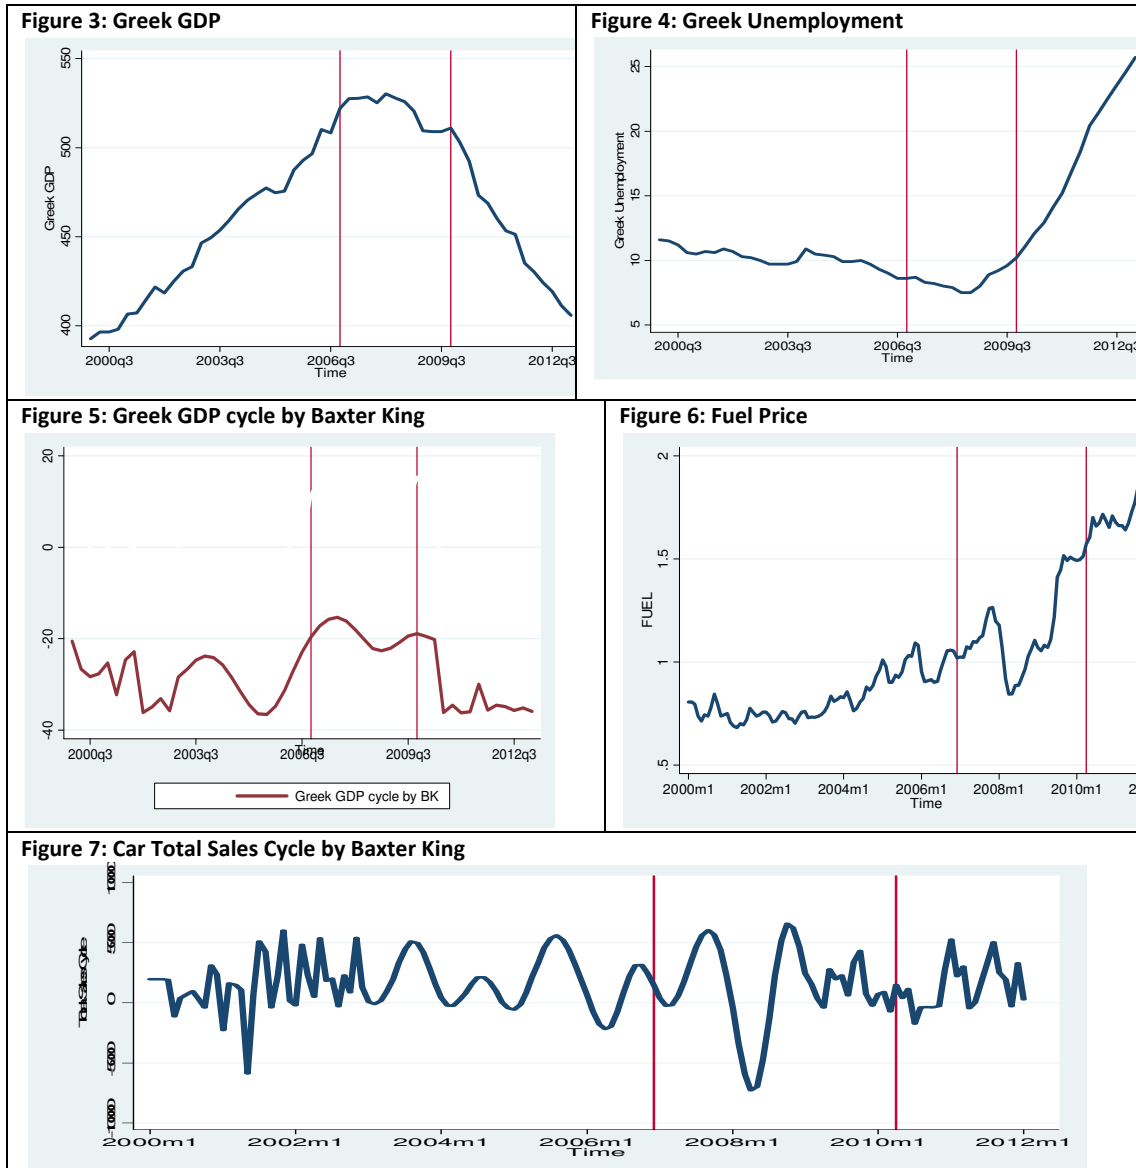 Figure 3: Greek GDP
550
500
450
400
Greek GDP
2000q3 2003q3 2006q3 2009q3 2012q3
Time
Figure 4: Greek Unemployment
25
20
15
10
5
Greek Unemployment
2000q3 2003q3 2006q3 2009q3 2012q3
Time
Figure 5: Greek GDP cycle by Baxter King
20
0
-20
-40
2000q3 2003q3 2006q3 2009q3 2012q3
Time
Greek GDP cycle by BK
Figure 6: Fuel Price
2
1.5
1
.5
FUEL
2000m1 2002m1 2004m1 2006m1 2008m1 2010m1 2
Time
Figure 7: Car Total Sales Cycle by Baxter King
0
2000m1 2002m1 2004m1 2006m1 2008m1 2010m1 2012m1
Time